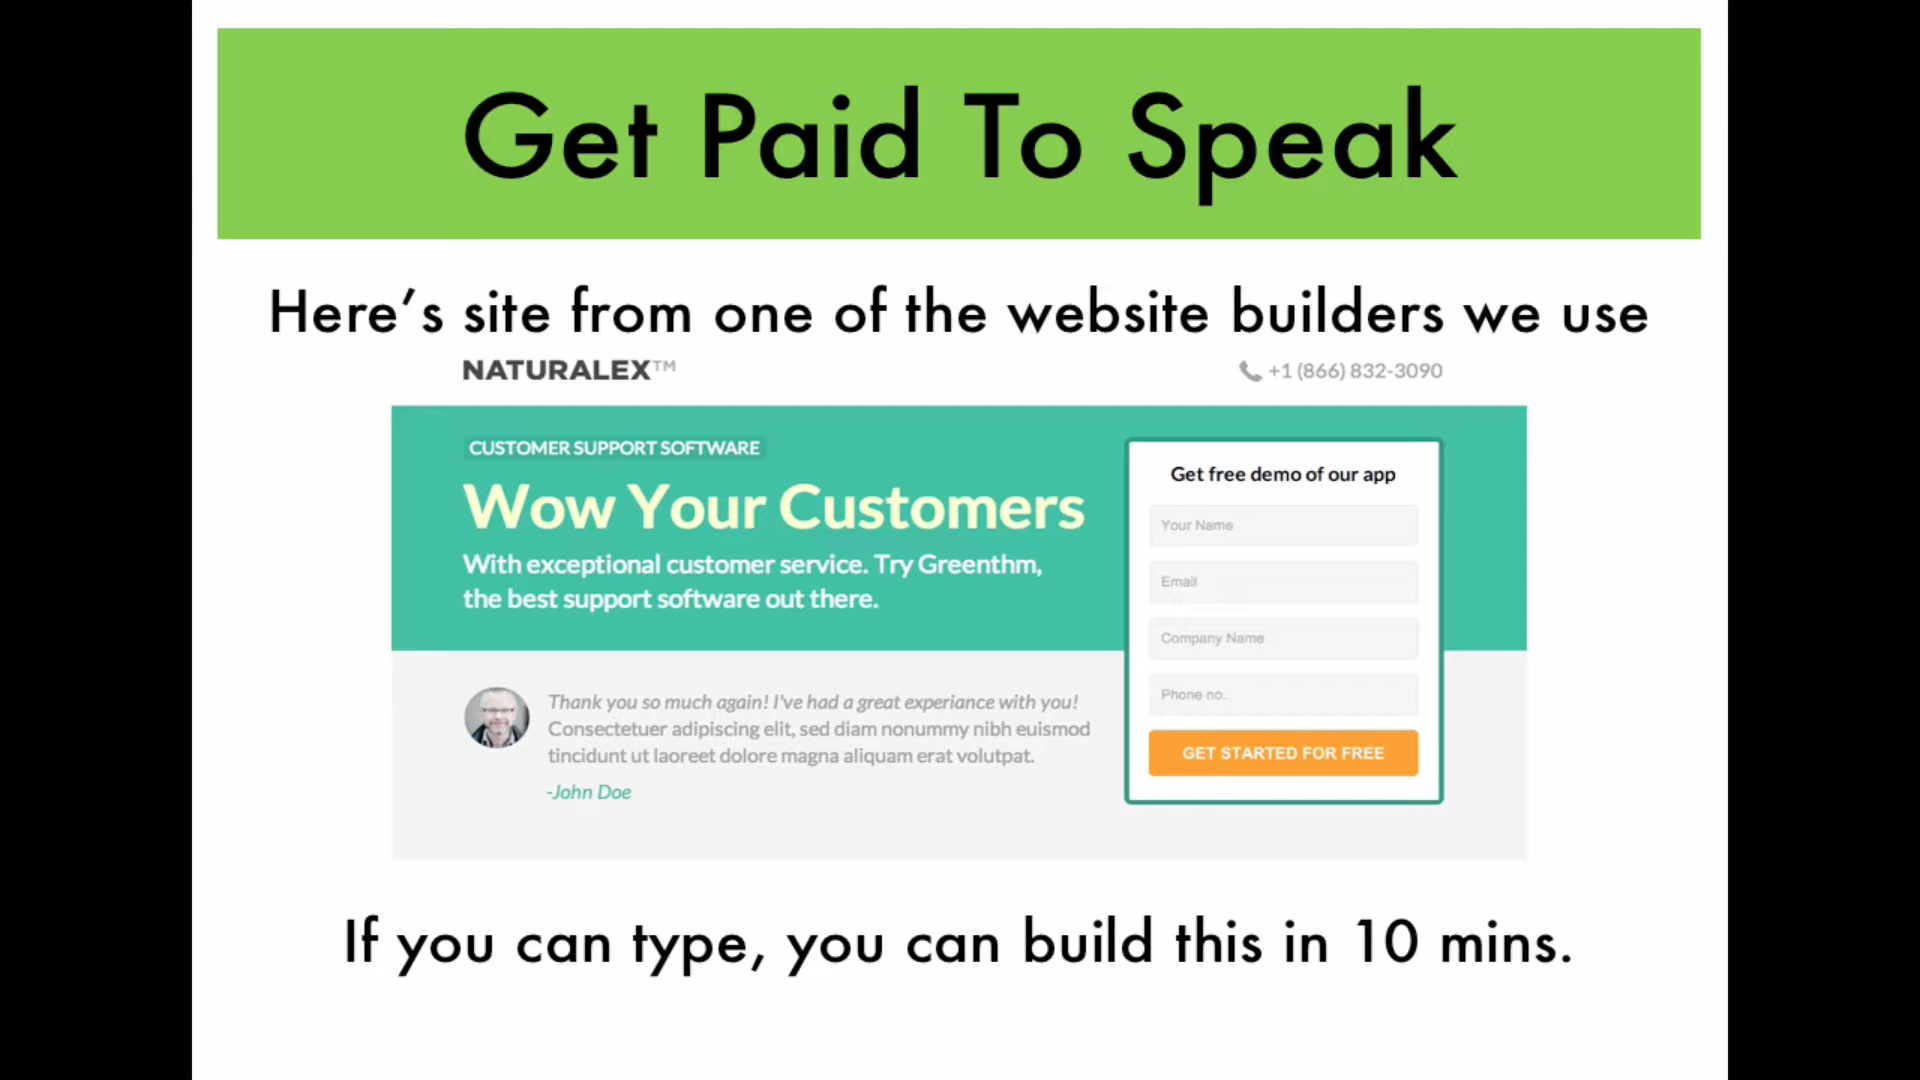 Get Paid To Speak
Here's site from one of the website builders we use
NATURALEX™
+1 (866) 832-3090
CUSTOMER SUPPORT SOFTWARE
Wow Your Customers
With exceptional customer service. Try Greenthm,
the best support software out there.
Thank you so much again! I've had a great experiance with you!
Consectetuer adipiscing elit, sed diam nonummy nibh euismod
tincidunt ut laoreet dolore magna aliquam erat volutpat.
-John Doe
Get free demo of our app
Your Name
Email
Company Name
Phone no.
GET STARTED FOR FREE
If you can type, you can build this in 10 mins.